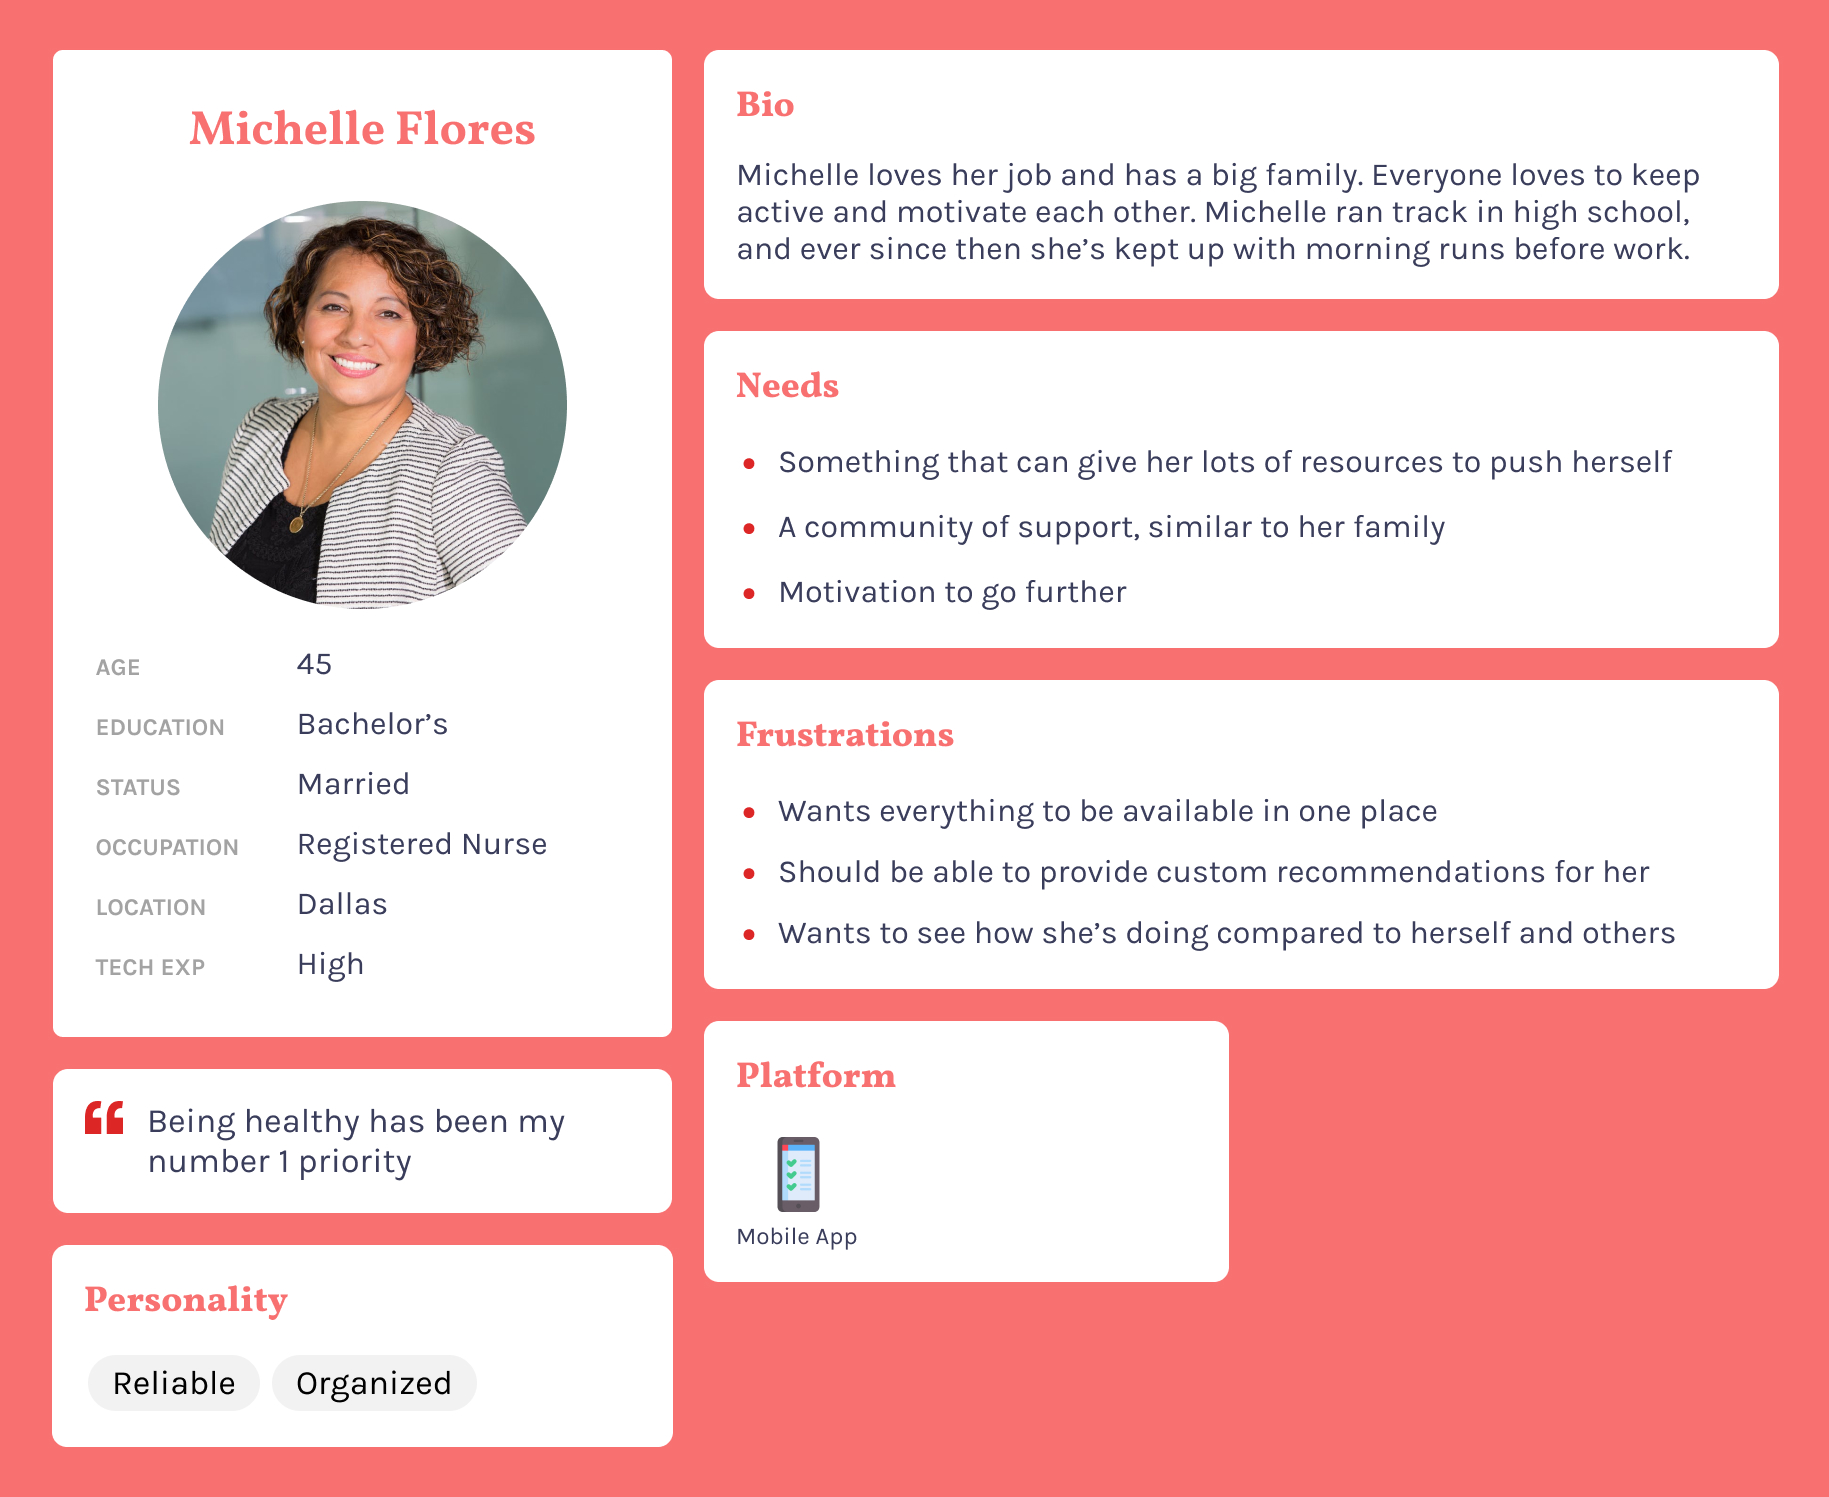 Michelle Flores
AGE 45
EDUCATION Bachelor’s
STATUS Married
OCCUPATION Registered Nurse
LOCATION Dallas
TECH EXP High
“ Being healthy has been my
number 1 priority
Personality
Reliable Organized
Bio
Michelle loves her job and has a big family. Everyone loves to keep
active and motivate each other. Michelle ran track in high school,
and ever since then she’s kept up with morning runs before work.
Needs
• Something that can give her lots of resources to push herself
• A community of support, similar to her family
• Motivation to go further
Frustrations
• Wants everything to be available in one place
• Should be able to provide custom recommendations for her
• Wants to see how she’s doing compared to herself and others
Platform
Mobile App